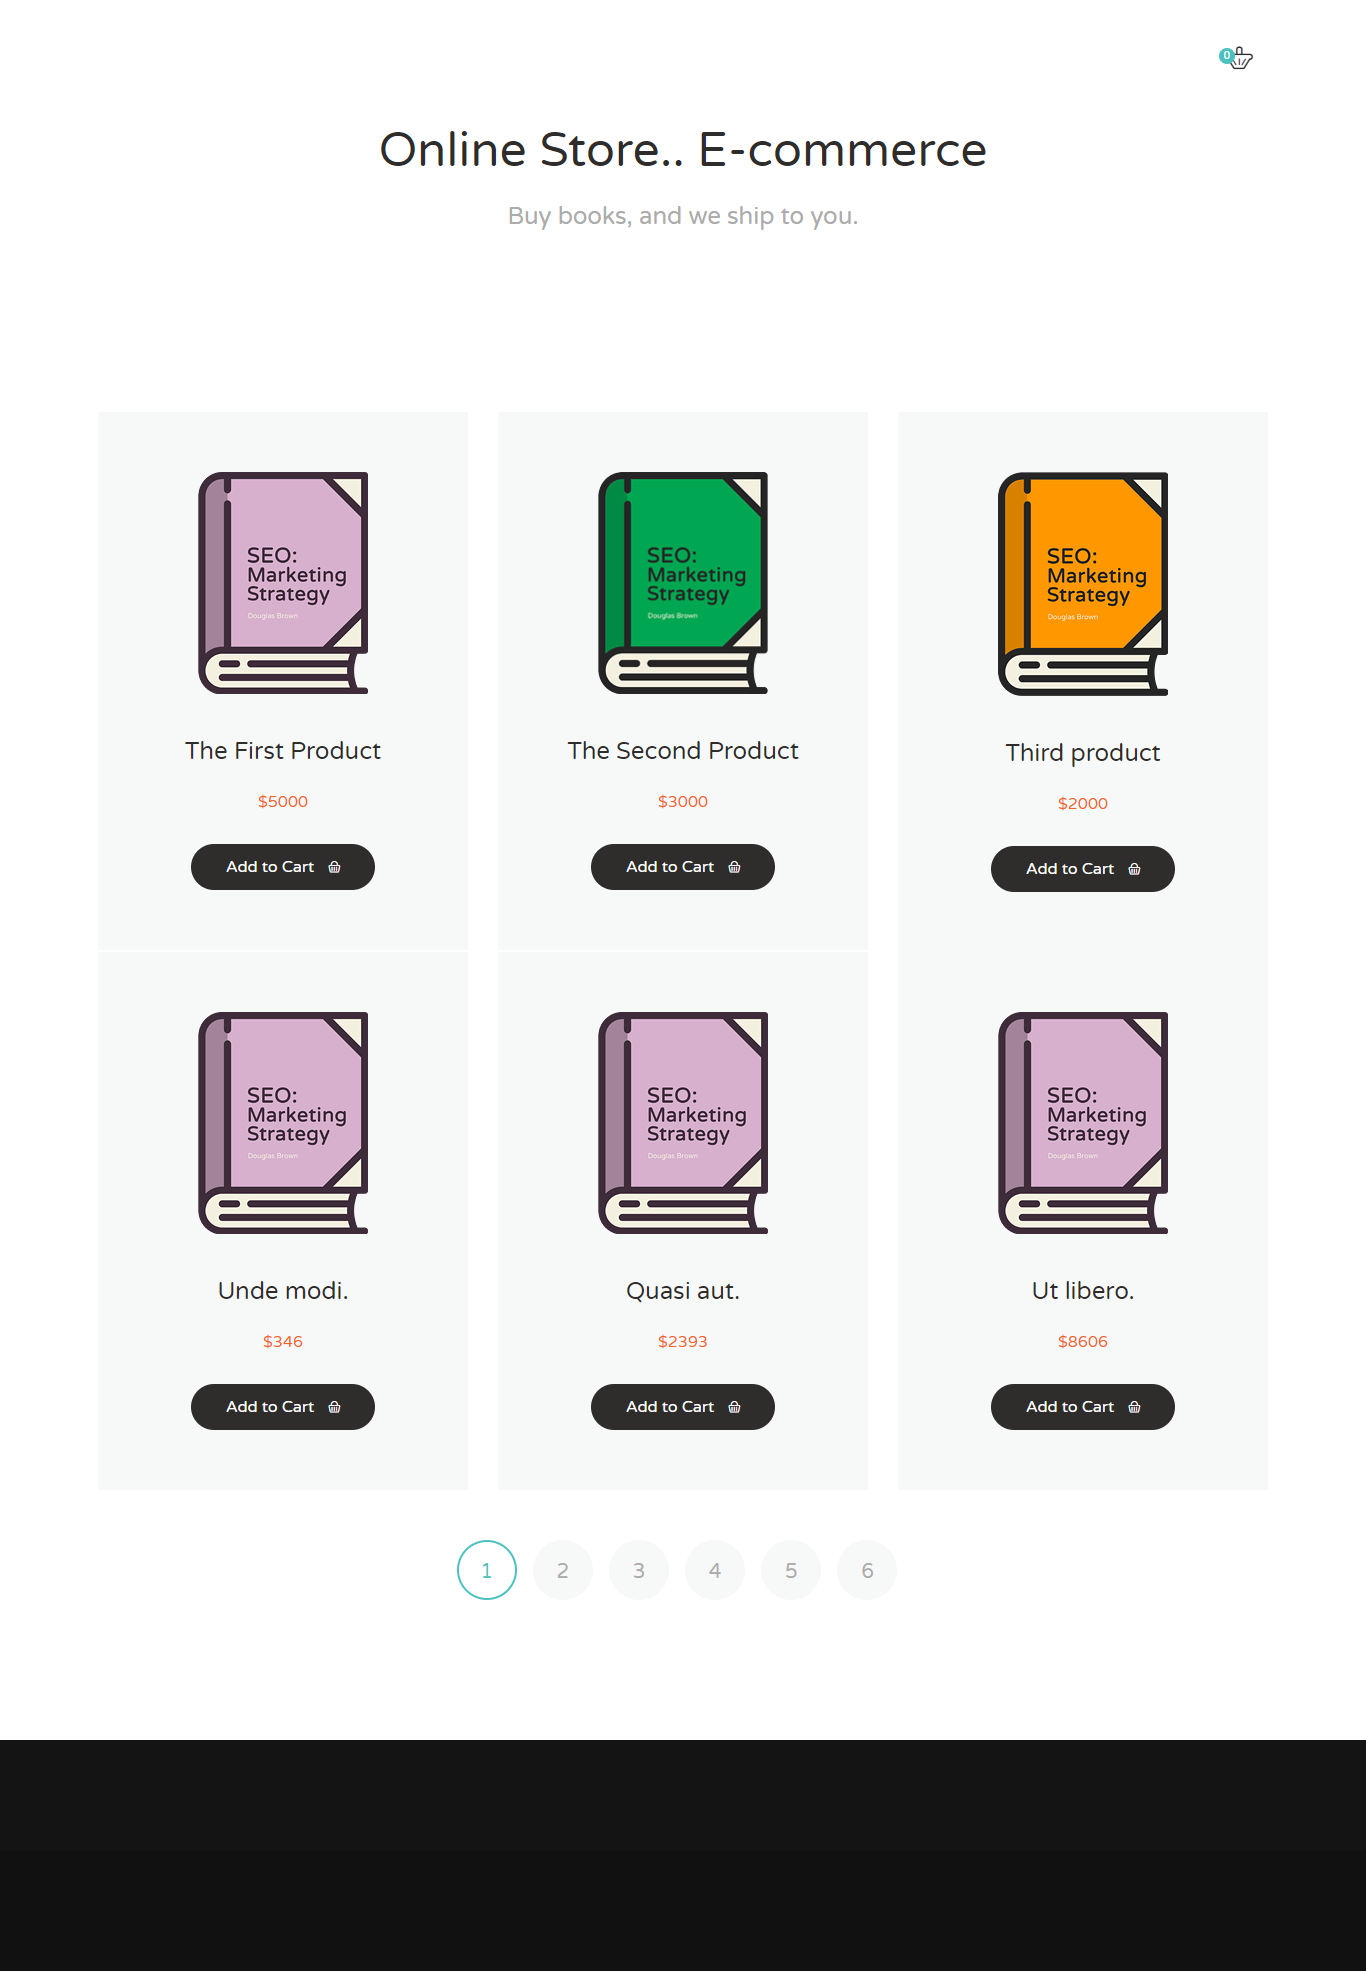 0
Online Store.. E-commerce
Buy books, and we ship to you.
SEO:
Marketing
Strategy
Douglas Brown
The First Product
$5000
Add to Cart
SEO:
Marketing
Strategy
Douglas Brown
The Second Product
$3000
Add to Cart
SEO:
Marketing
Strategy
Douglas Brown
Third product
$2000
Add to Cart
SEO:
Marketing
Strategy
Douglas Brown
Unde modi.
$346
Add to Cart
SEO:
Marketing
Strategy
Douglas Brown
Quasi aut.
$2393
Add to Cart
SEO:
Marketing
Strategy
Douglas Brown
Ut libero.
$8606
Add to Cart
1 2 3 4 5 6